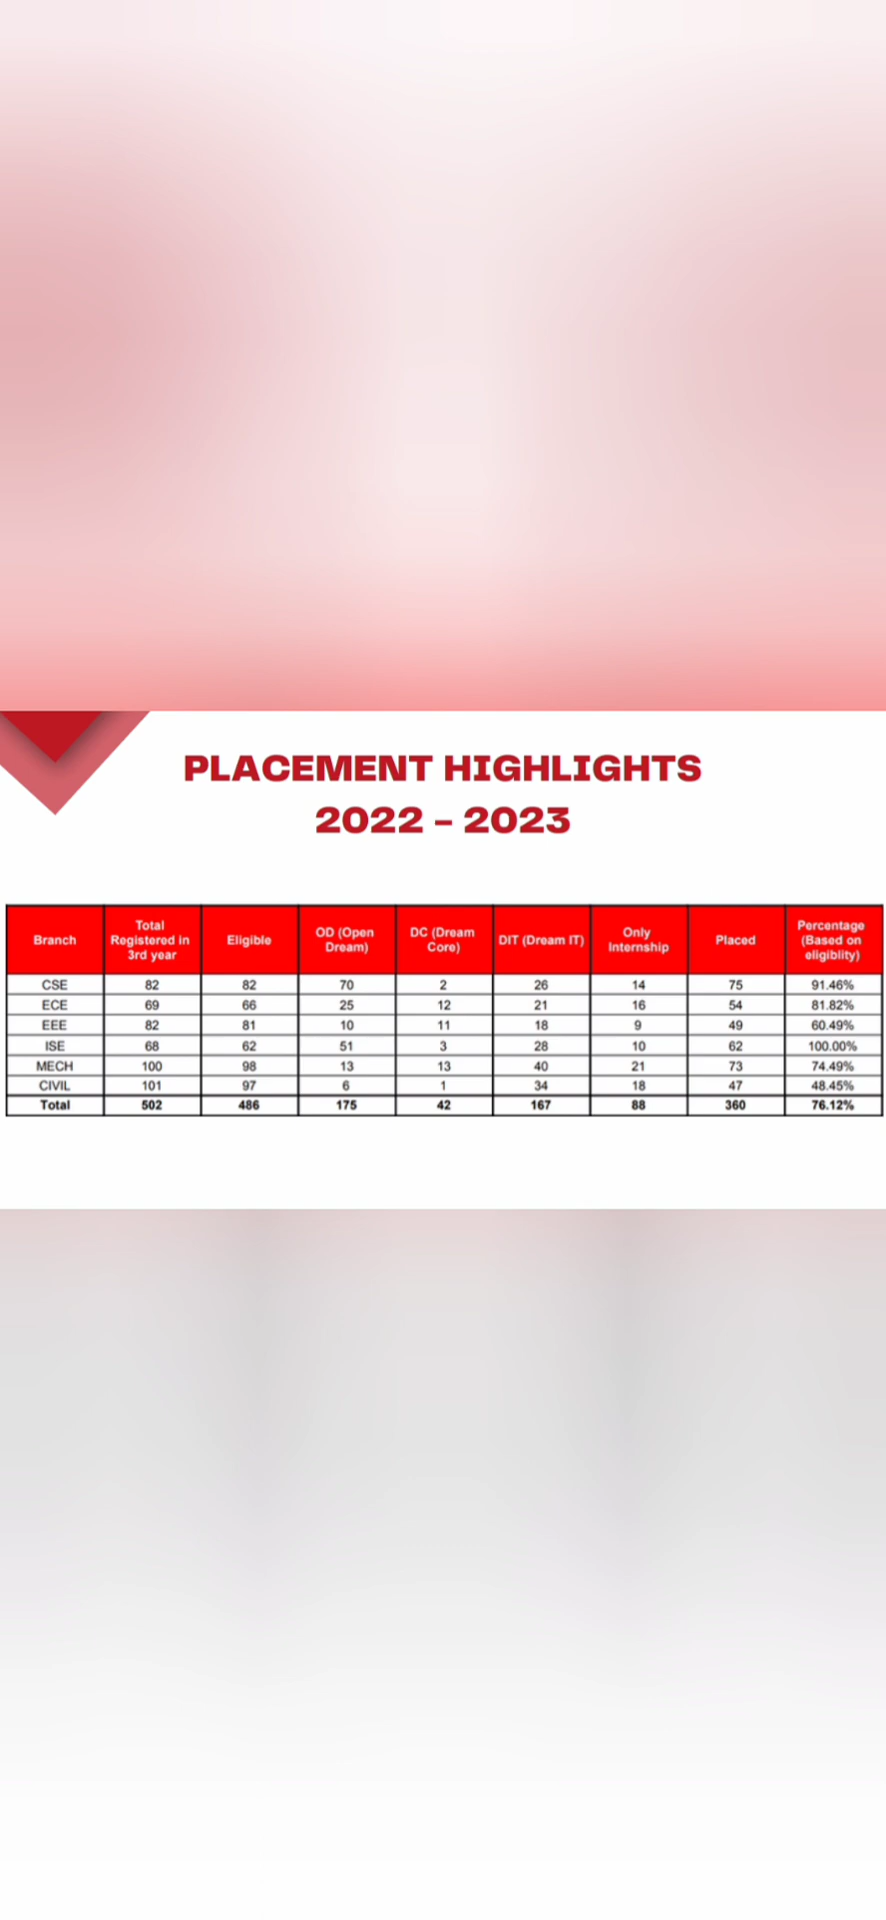 PLACEMENT HIGHLIGHTS
2022 – 2023
Branch Total Registered in 3rd year Eligible OD (Open Dream) DC (Dream Core) DIT (Dream IT) Only Internship Placed Percentage (Based on eligiblity)
CSE 82 82 70 2 26 14 75 91.46%
ECE 69 66 25 12 21 16 54 81.82%
EEE 82 81 10 11 18 9 49 60.49%
ISE 68 62 51 3 28 10 62 100.00%
MECH 100 98 13 13 40 21 73 74.49%
CIVIL 101 97 6 1 34 18 47 48.45%
Total 502 486 175 42 167 88 360 76.12%